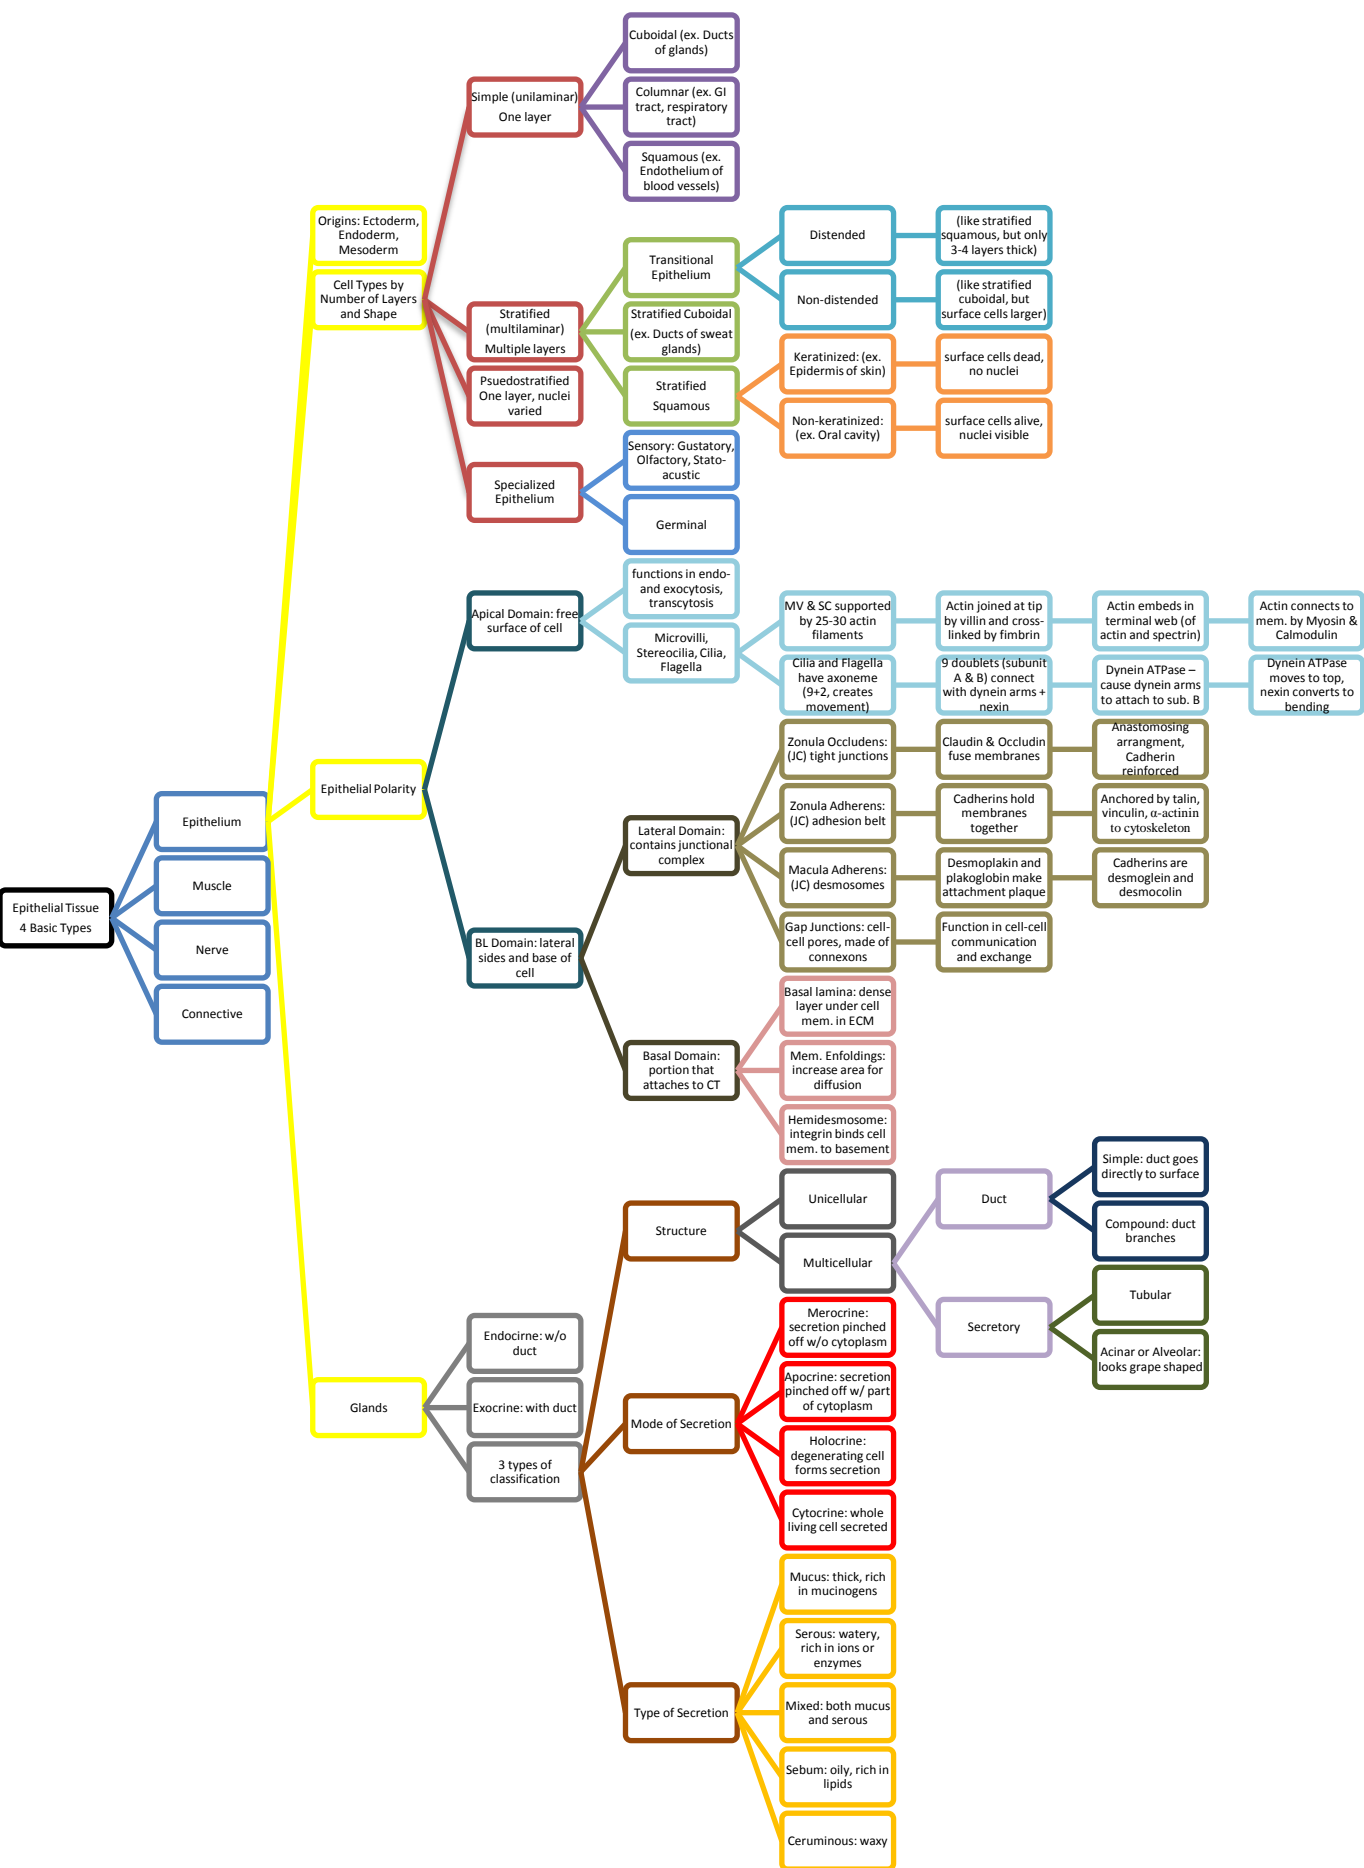 Cuboidal (ex. Ducts
of glands)
Simple (unilaminar)
One layer
Columnar (ex. GI
tract, respiratory
tract)
Squamous (ex.
Endothelium of
blood vessels)
Origins: Ectoderm,
Endoderm,
Mesoderm
Cell Types by
Number of Layers
and Shape
Stratified
(multilaminar)
Multiple layers
Transitional
Epithelium
Distended
(like stratified
squamous, but only
3-4 layers thick)
Non-distended
(like stratified
cuboidal, but
surface cells larger)
Stratified Cuboidal
(ex. Ducts of sweat
glands)
Stratified
Squamous
Keratinized: (ex.
Epidermis of skin)
surface cells dead,
no nuclei
Non-keratinized:
(ex. Oral cavity)
surface cells alive,
nuclei visible
Psuedostratified
One layer, nuclei
varied
Specialized
Epithelium
Sensory: Gustatory,
Olfactory, Stato-
acustic
Germinal
Apical Domain: free
surface of cell
functions in endo-
and exocytosis,
transcytosis
Microvilli,
Stereocilia, Cilia,
Flagella
MV & SC supported
by 25-30 actin
filaments
Actin joined at tip
by villin and cross-
linked by fimbrin
Actin embeds in
terminal web (of
actin and spectrin)
Actin connects to
mem. by Myosin &
Calmodulin
Cilia and Flagella
have axoneme
(9+2, creates
movement)
9 doublets (subunit
A & B) connect
with dynein arms +
nexin
Dynein ATPase –
cause dynein arms
to attach to sub. B
Dynein ATPase
moves to top,
nexin converts to
bending
Epithelial Tissue
4 Basic Types
Epithelium
Muscle
Nerve
Connective
Epithelial Polarity
BL Domain: lateral
sides and base of
cell
Lateral Domain:
contains junctional
complex
Zonula Occludens:
(JC) tight junctions
Claudin & Occludin
fuse membranes
Anastomosing
arrangment,
Cadherin
reinforced
Zonula Adherens:
(JC) adhesion belt
Cadherins hold
membranes
together
Anchored by talin,
vinculin, α-actinin
to cytoskeleton
Macula Adherens:
(JC) desmosomes
Desmoplakin and
plakoglobin make
attachment plaque
Cadherins are
desmoglein and
desmocolin
Gap Junctions: cell-
cell pores, made of
connexons
Function in cell-cell
communication
and exchange
Basal Domain:
portion that
attaches to CT
Basal lamina: dense
layer under cell
mem. in ECM
Mem. Enfoldings:
increase area for
diffusion
Hemidesmosome:
integrin binds cell
mem. to basement
Glands
Endocirne: w/o
duct
Exocrine: with duct
3 types of
classification
Structure
Unicellular
Multicellular
Duct
Simple: duct goes
directly to surface
Compound: duct
branches
Secretory
Tubular
Acinar or Alveolar:
looks grape shaped
Mode of Secretion
Merocrine:
secretion pinched
off w/o cytoplasm
Apocrine: secretion
pinched off w/ part
of cytoplasm
Holocrine:
degenerating cell
forms secretion
Cytocrine: whole
living cell secreted
Type of Secretion
Mucus: thick, rich
in mucinogens
Serous: watery,
rich in ions or
enzymes
Mixed: both mucus
and serous
Sebum: oily, rich in
lipids
Ceruminous: waxy